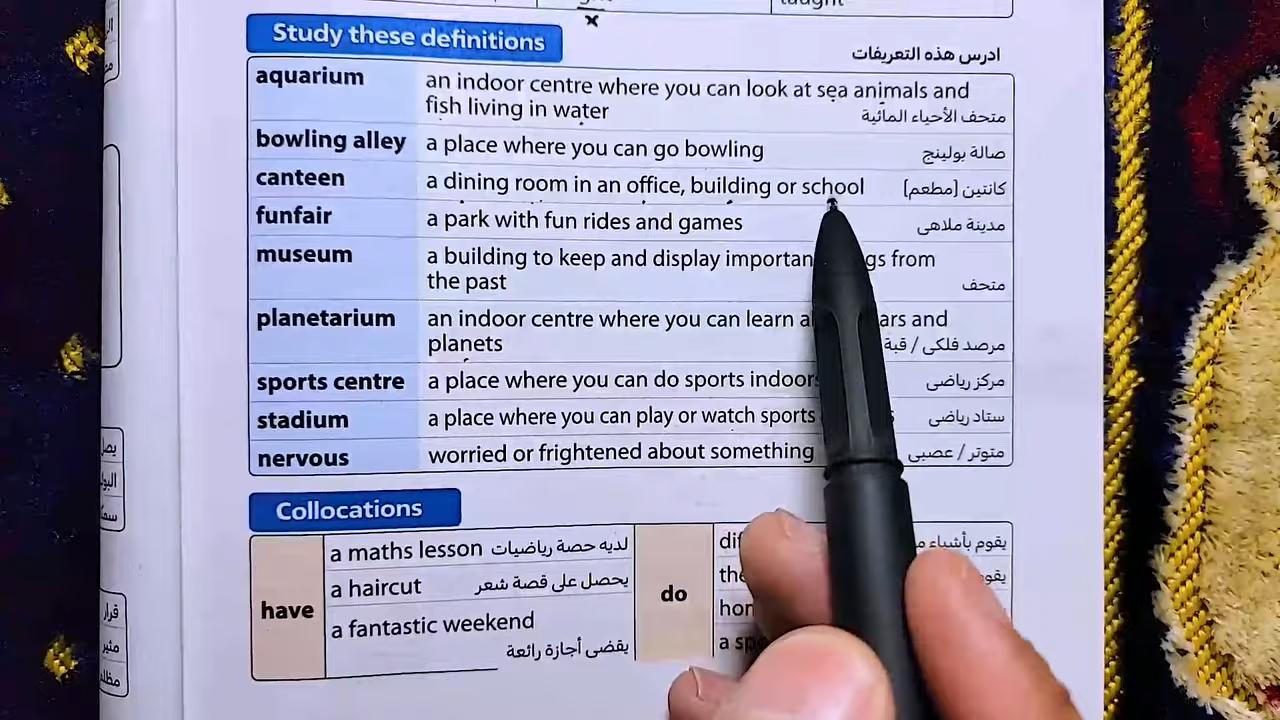 taught
x
Study these definitions
ادرس هذه التعريفات
aquarium
an indoor centre where you can look at sea animals and
fish living in water
متحف الأحياء المائية
bowling alley
a place where you can go bowling
صالة بولينج
canteen
a dining room in an office, building or school
كانتين [مطعم]
funfair
a park with fun rides and games
مدينة ملاهى
museum
a building to keep and display from
the past
متحف
planetarium
an indoor centre where you can learn and
planets
مرصد فلكى / قبة
sports centre
a place where you can do sports
مركز رياضى
stadium
a place where you can play or watch sports
ستاد رياضى
nervous
worried or frightened about something
متوتر / عصبى
Collocations
have
a maths lesson لديه حصة رياضيات
a haircut يحصل على قصة شعر
a fantastic weekend
يقضى أجازة رائعة
do
يقوم بأشياء
قرار
مثير